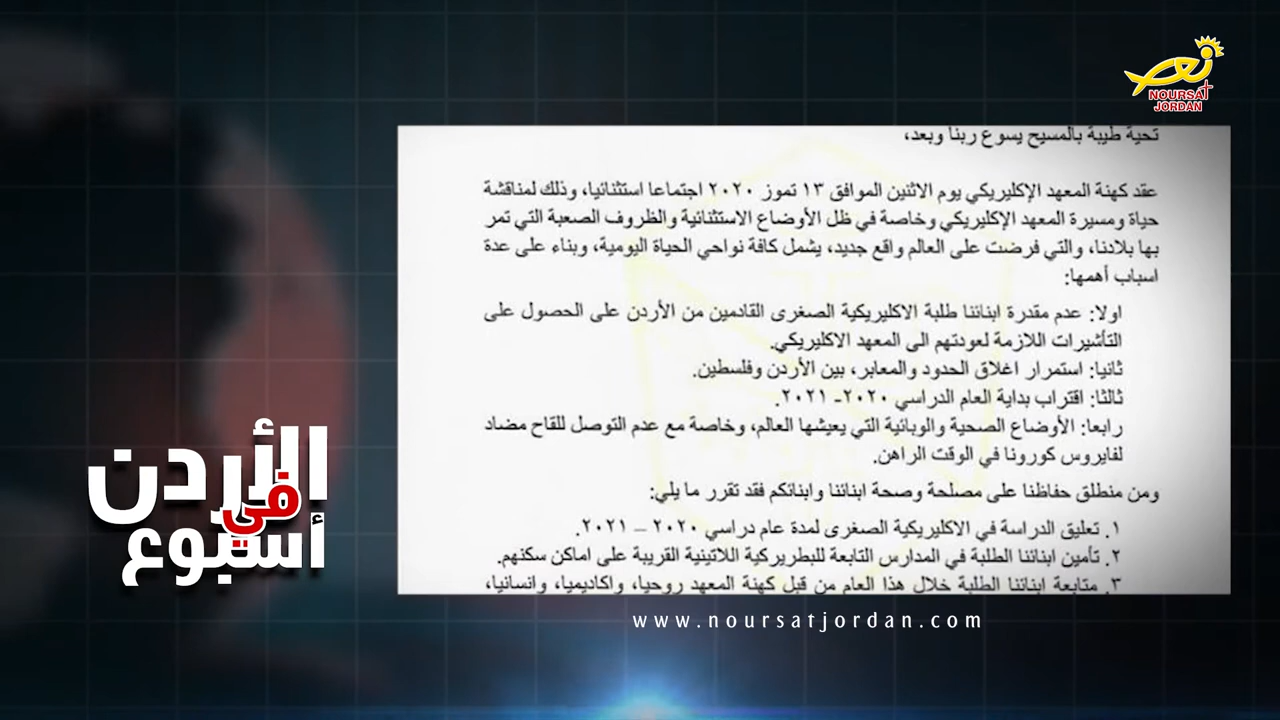 نور
NOURSAT
JORDAN
تحية طيبة بالمسيح يسوع ربنا وبعد،
عقد كهنة المعهد الإكليريكي يوم الاثنين الموافق ١٣ تموز ٢٠٢٠ اجتماعا استثنائيا، وذلك لمناقشة
حياة ومسيرة المعهد الإكليريكي وخاصة في ظل الأوضاع الاستثنائية والظروف الصعبة التي تمر
بها بلادنا، والتي فرضت على العالم واقع جديد، يشمل كافة نواحي الحياة اليومية، وبناء على عدة
اسباب أهمها:
اولا: عدم مقدرة ابنائنا طلبة الاكليريكية الصغرى القادمين من الأردن على الحصول على
التأشيرات اللازمة لعودتهم الى المعهد الاكليريكي.
ثانيا: استمرار اغلاق الحدود والمعابر، بين الأردن وفلسطين.
ثالثا: اقتراب بداية العام الدراسي ٢٠٢٠- ٢٠٢١.
رابعا: الأوضاع الصحية والوبائية التي يعيشها العالم، وخاصة مع عدم التوصل للقاح مضاد
لفايروس كورونا في الوقت الراهن.
ومن منطلق حفاظنا على مصلحة وصحة ابنائنا وابنائكم فقد تقرر ما يلي:
١. تعليق الدراسة في الاكليريكية الصغرى لمدة عام دراسي ٢٠٢٠ – ٢٠٢١.
٢. تأمين ابنائنا الطلبة في المدارس التابعة للبطريركية اللاتينية القريبة على اماكن سكنهم.
٣. متابعة ابنائنا الطلبة خلال هذا العام من قبل كهنة المعهد روحيا، واكاديميا، وانسانيا،
الأردن
في
أسبوع
www.noursatjordan.com